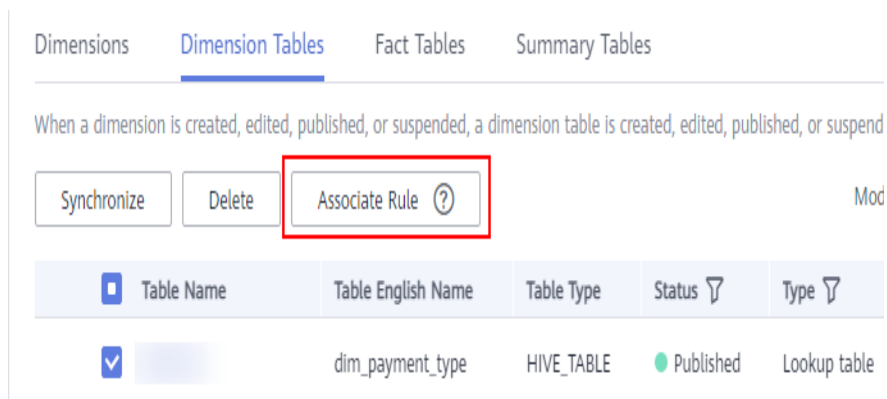 Dimensions Dimension Tables Fact Tables Summary Tables
When a dimension is created, edited, published, or suspended, a dimension table is created, edited, published, or suspend
Synchronize Delete Associate Rule ? Mod
Table Name Table English Name Table Type Status Type
dim_payment_type HIVE_TABLE Published Lookup table